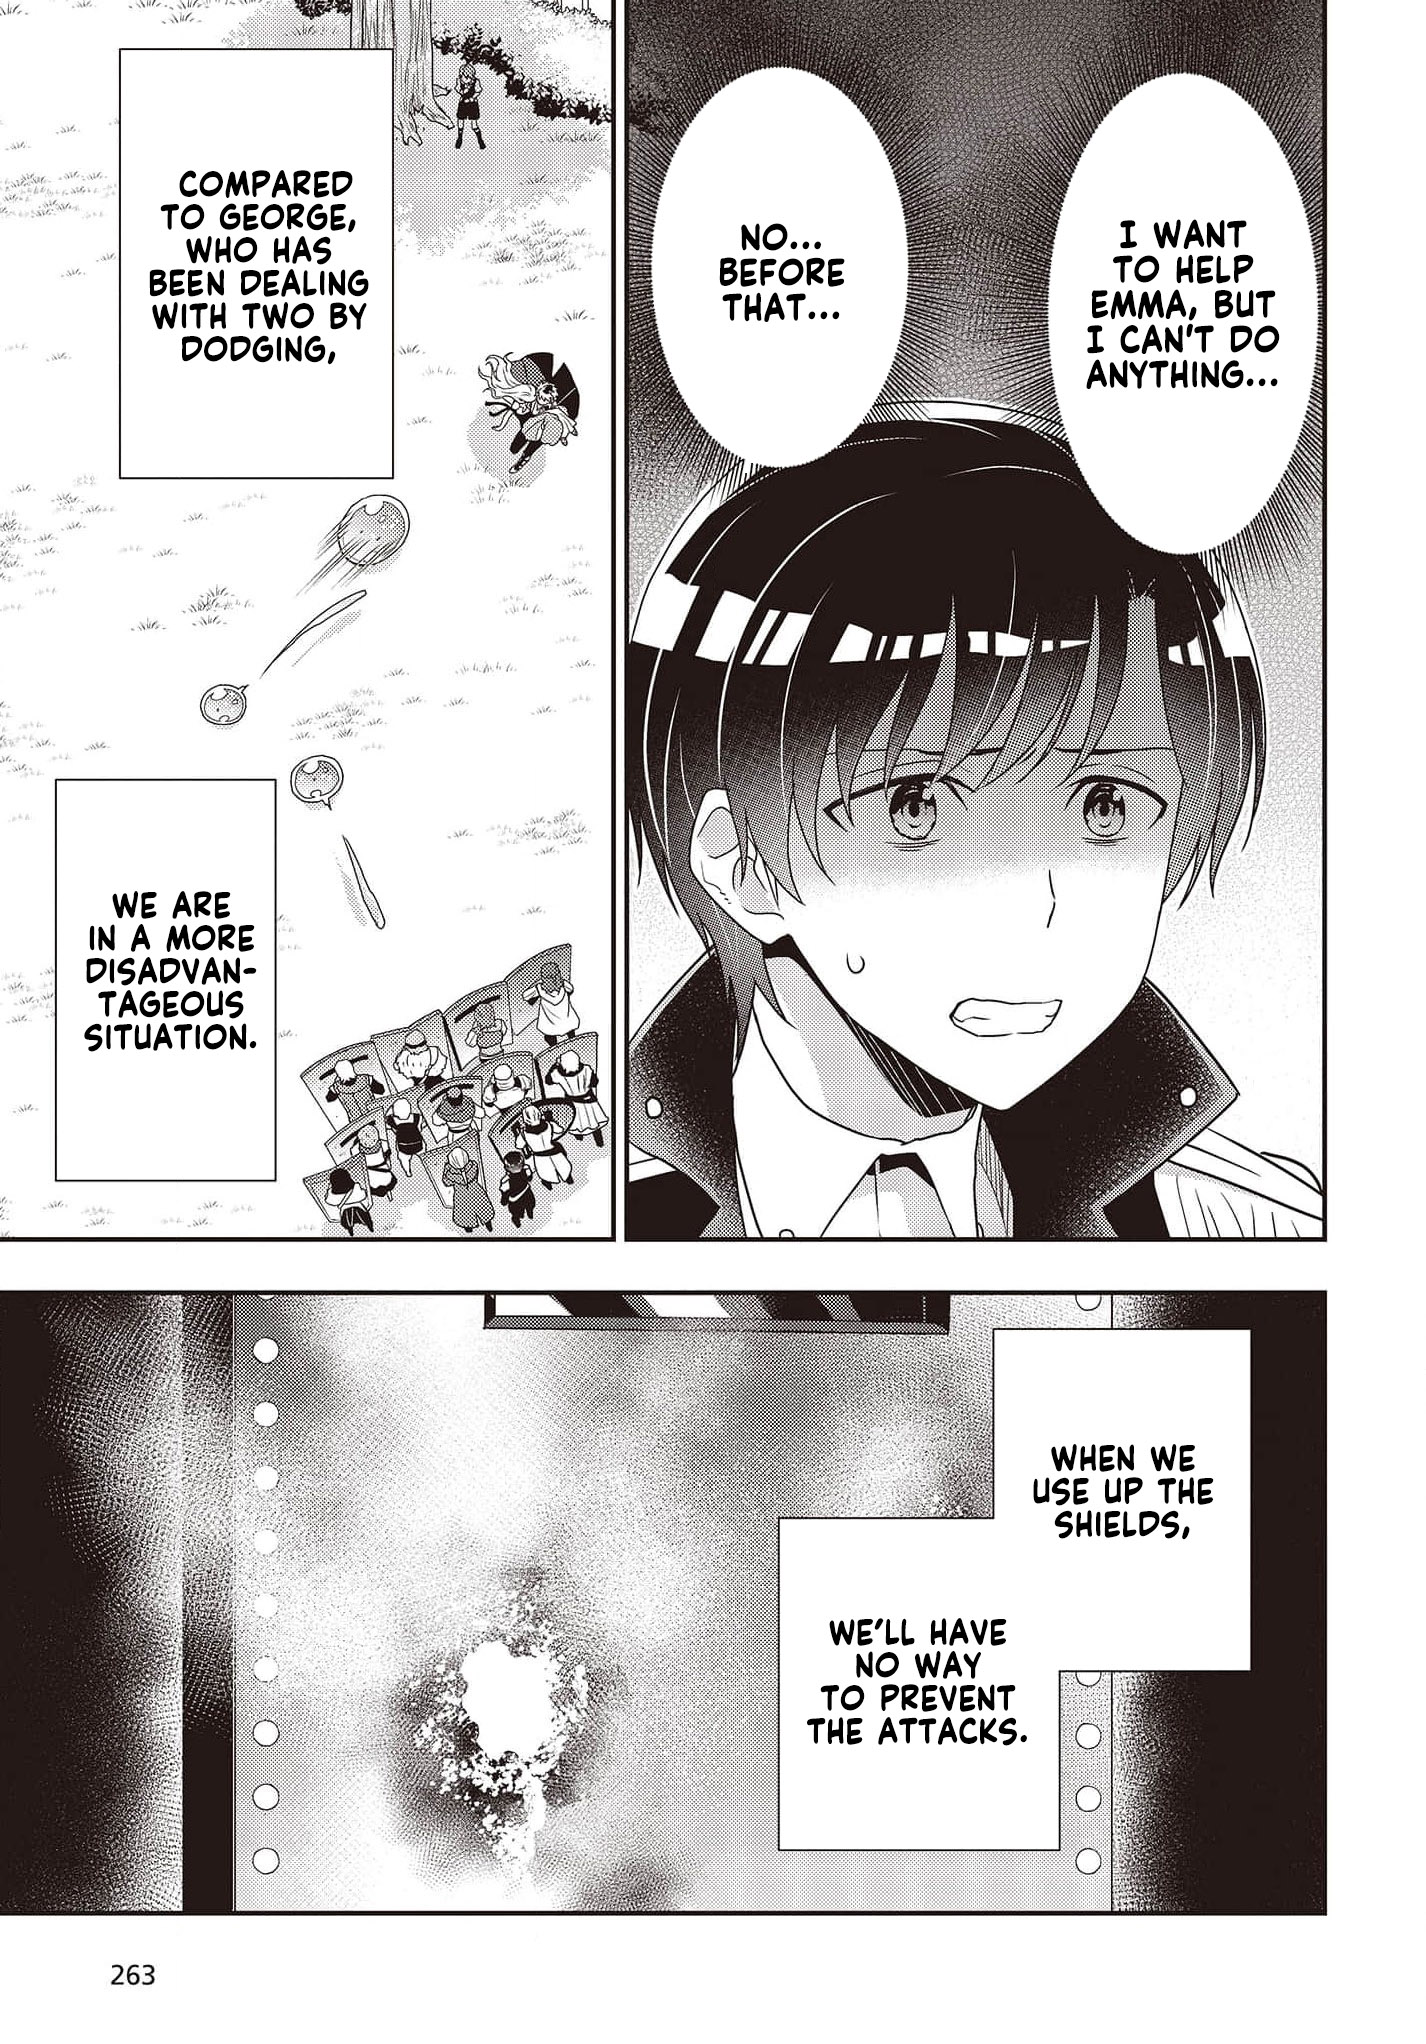 I WANT
TO HELP
EMMA, BUT
I CAN'T DO
ANYTHING...
NO...
BEFORE
THAT...
COMPARED
TO GEORGE,
WHO HAS
BEEN DEALING
WITH TWO BY
DODGING,
WE ARE
IN A MORE
DISADVAN-
TAGEOUS
SITUATION.
WHEN WE
USE UP THE
SHIELDS,
WE'LL HAVE
NO WAY
TO PREVENT
THE ATTACKS.
263